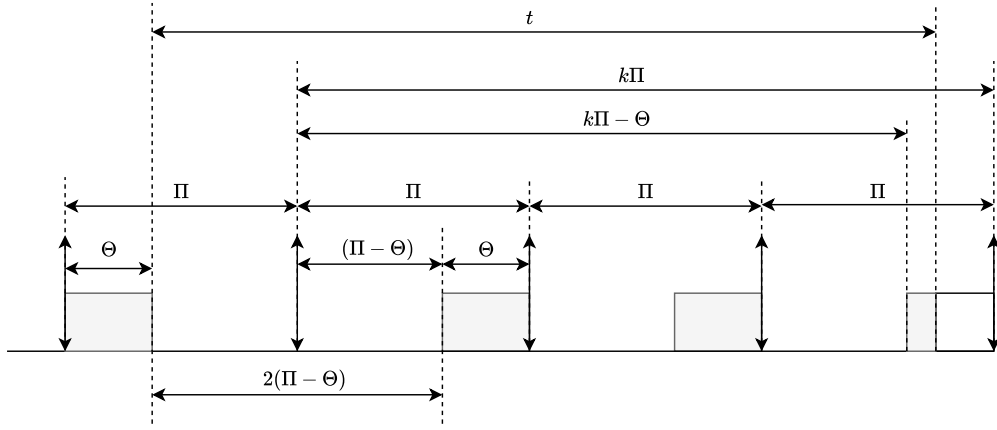 t
kΠ
kΠ − Θ
Π Π Π Π
Θ (Π − Θ) Θ
2(Π − Θ)